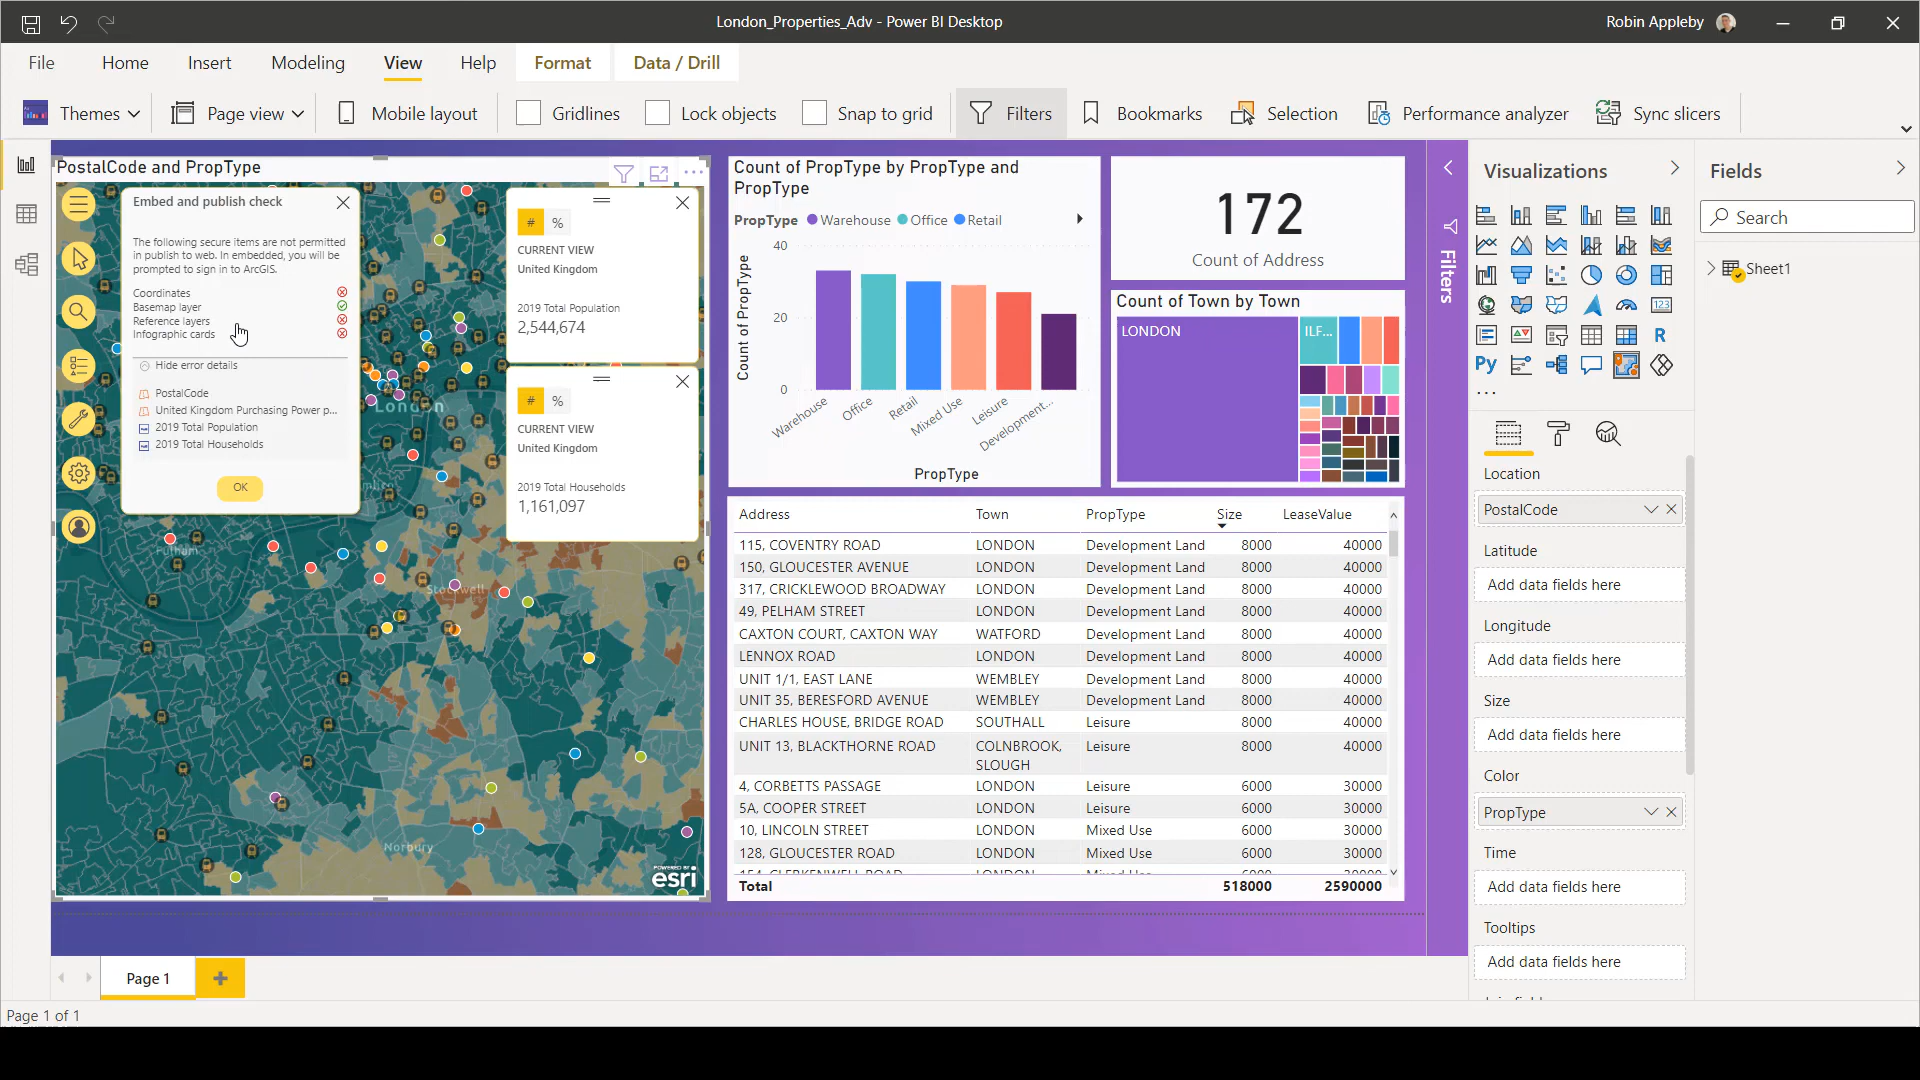 London_Properties_Adv - Power BI Desktop
Robin Appleby
File Home Insert Modeling View Help Format Data / Drill
Themes Page view Mobile layout Gridlines Lock objects Snap to grid Filters Bookmarks Selection Performance analyzer Sync slicers
PostalCode and PropType
Embed and publish check
The following secure items are not permitted
in publish to web. In embedded, you will be
prompted to sign in to ArcGIS.
Coordinates
Basemap layer
Reference layers
Infographic cards
Hide error details
PostalCode
United Kingdom Purchasing Power p...
2019 Total Population
2019 Total Households
OK
# %
CURRENT VIEW
United Kingdom
2019 Total Population
2,544,674
# %
CURRENT VIEW
United Kingdom
2019 Total Households
1,161,097
London
Fulham
Stockwell
Norbury
POWERED BY
esri
Count of PropType by PropType and
PropType
PropType Warehouse Office Retail
Count of PropType
40
20
0
Warehouse
Office
Retail
Mixed Use
Leisure
Development...
PropType
172
Count of Address
Count of Town by Town
LONDON
ILF...
Address Town PropType Size LeaseValue
115, COVENTRY ROAD LONDON Development Land 8000 40000
150, GLOUCESTER AVENUE LONDON Development Land 8000 40000
317, CRICKLEWOOD BROADWAY LONDON Development Land 8000 40000
49, PELHAM STREET LONDON Development Land 8000 40000
CAXTON COURT, CAXTON WAY WATFORD Development Land 8000 40000
LENNOX ROAD LONDON Development Land 8000 40000
UNIT 1/1, EAST LANE WEMBLEY Development Land 8000 40000
UNIT 35, BERESFORD AVENUE WEMBLEY Development Land 8000 40000
CHARLES HOUSE, BRIDGE ROAD SOUTHALL Leisure 8000 40000
UNIT 13, BLACKTHORNE ROAD COLNBROOK, Leisure 8000 40000
SLOUGH
4, CORBETTS PASSAGE LONDON Leisure 6000 30000
5A, COOPER STREET LONDON Leisure 6000 30000
10, LINCOLN STREET LONDON Mixed Use 6000 30000
128, GLOUCESTER ROAD LONDON Mixed Use 6000 30000
Total 518000 2590000
Filters
Visualizations
R
Py
...
Location
PostalCode
Latitude
Add data fields here
Longitude
Add data fields here
Size
Add data fields here
Color
PropType
Time
Add data fields here
Tooltips
Add data fields here
Fields
Search
Sheet1
Page 1
Page 1 of 1